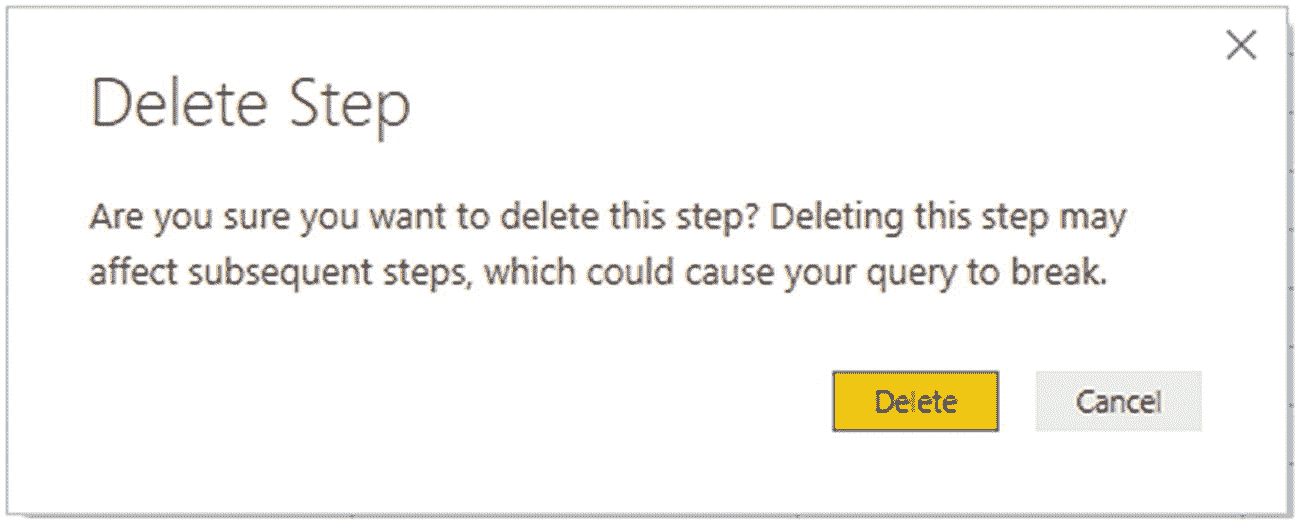 Delete Step
Are you sure you want to delete this step? Deleting this step may
affect subsequent steps, which could cause your query to break.
Delete
Cancel